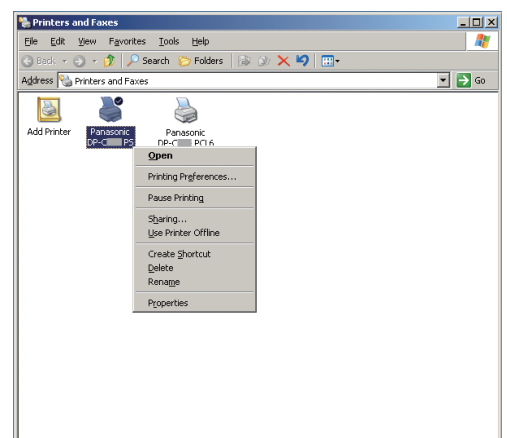 Printers and Faxes
File Edit View Favorites Tools Help
Back Search Folders
Address Printers and Faxes Go
Add Printer
Panasonic
DP-C PS
Panasonic
DP-C PCL6
Open
Printing Preferences...
Pause Printing
Sharing...
Use Printer Offline
Create Shortcut
Delete
Rename
Properties